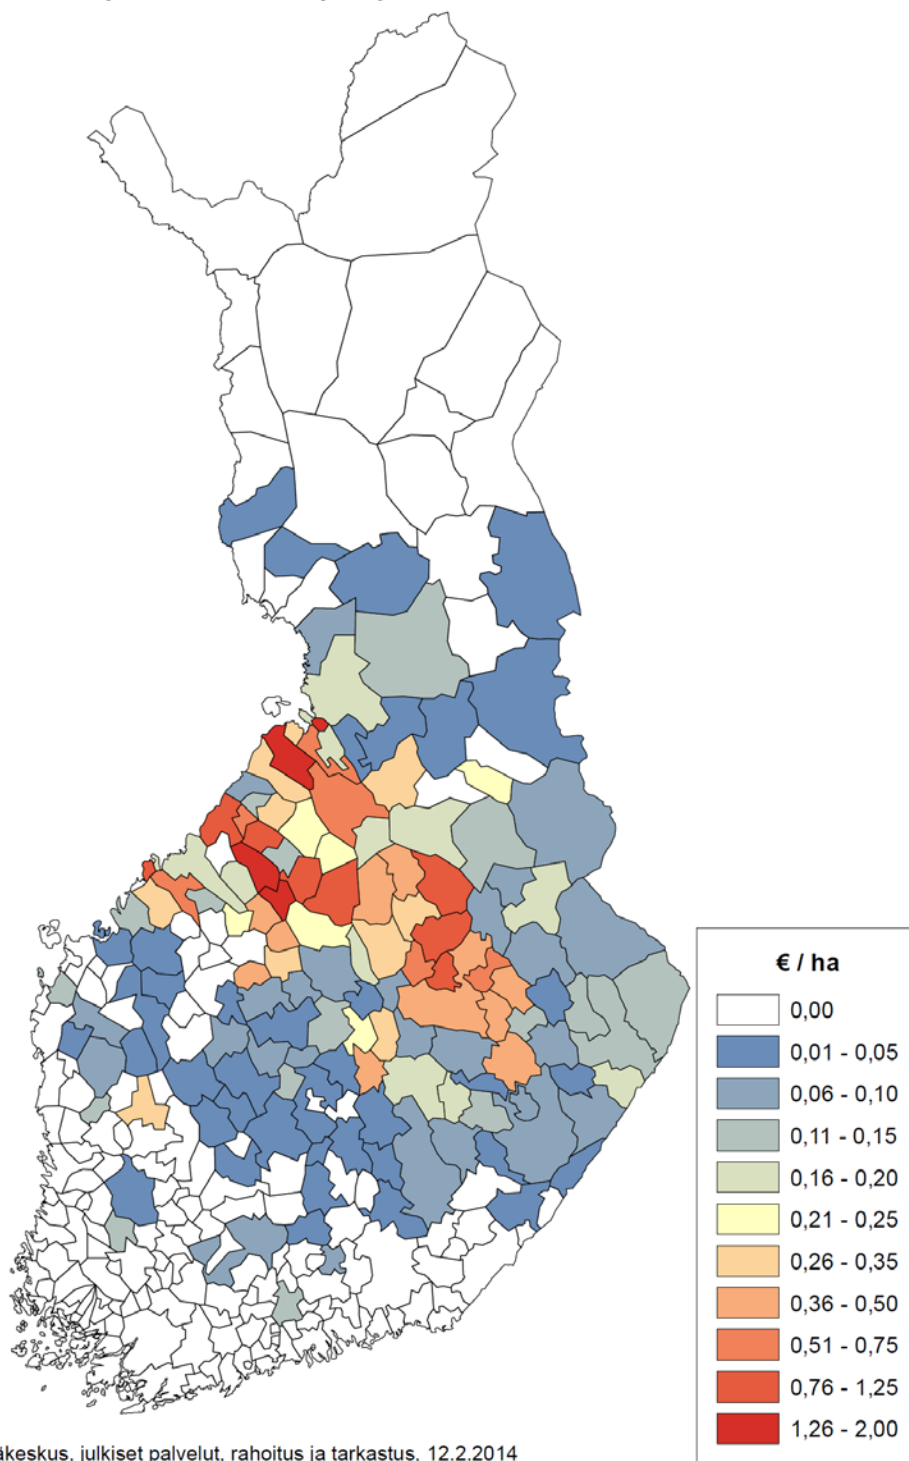 € / ha
0,00
0,01 - 0,05
0,06 - 0,10
0,11 - 0,15
0,16 - 0,20
0,21 - 0,25
0,26 - 0,35
0,36 - 0,50
0,51 - 0,75
0,76 - 1,25
1,26 - 2,00
äkeskus, julkiset palvelut, rahoitus ja tarkastus, 12.2.2014